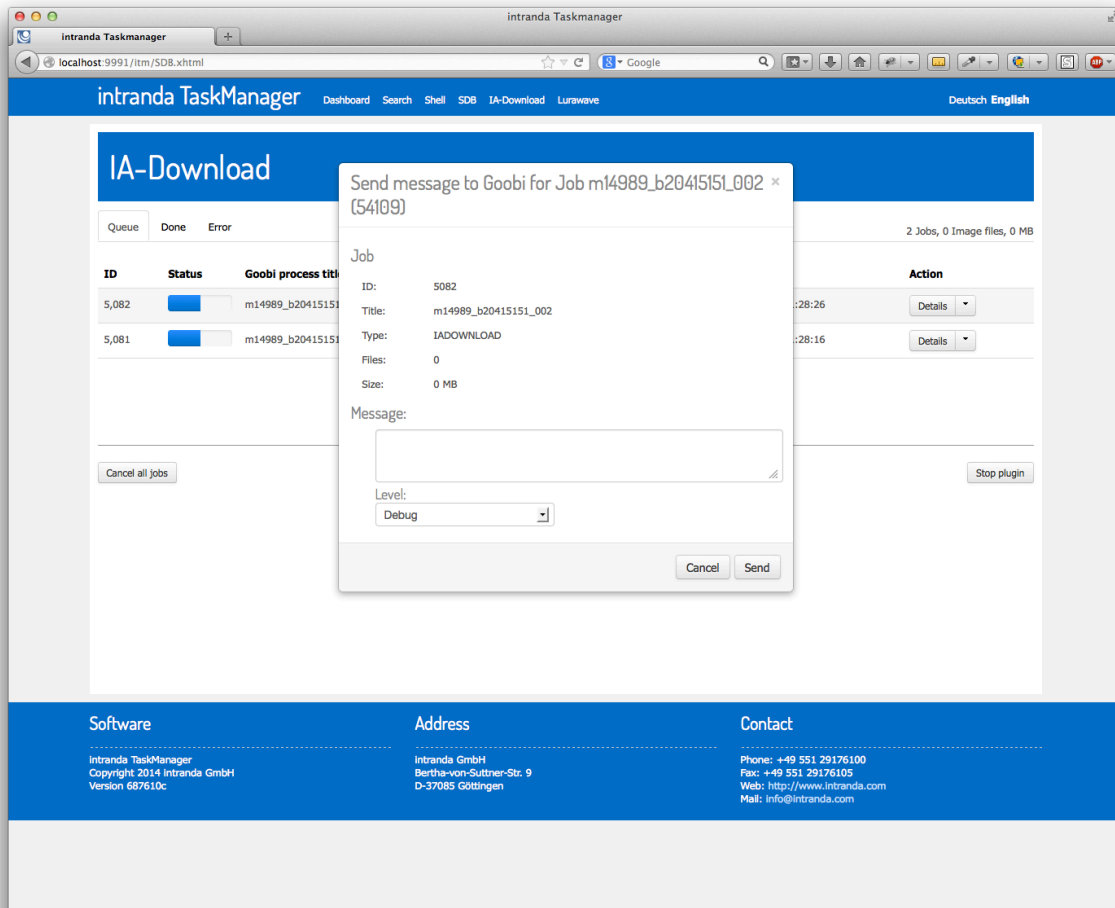 intranda Taskmanager
intranda Taskmanager
localhost:9991/itm/SDB.xhtml
Google
intranda TaskManager
Dashboard Search Shell SDB IA-Download Lurawave
Deutsch English
IA-Download
Queue Done Error
2 Jobs, 0 Image files, 0 MB
ID Status Goobi process Action
5,082 m14989_b20415151 :28:26 Details
5,081 m14989_b20415151 :28:16 Details
Cancel all jobs
Stop plugin
Send message to Goobi for Job m14989_b20415151_002 ×
(54109)
Job
ID: 5082
Title: m14989_b20415151_002
Type: IADOWNLOAD
Files: 0
Size: 0 MB
Message:
Level:
Debug
Cancel Send
Software
intranda TaskManager
Copyright 2014 intranda GmbH
Version 687610c
Address
intranda GmbH
Bertha-von-Suttner-Str. 9
D-37085 Göttingen
Contact
Phone: +49 551 29176100
Fax: +49 551 29176105
Web: http://www.intranda.com
Mail: info@intranda.com